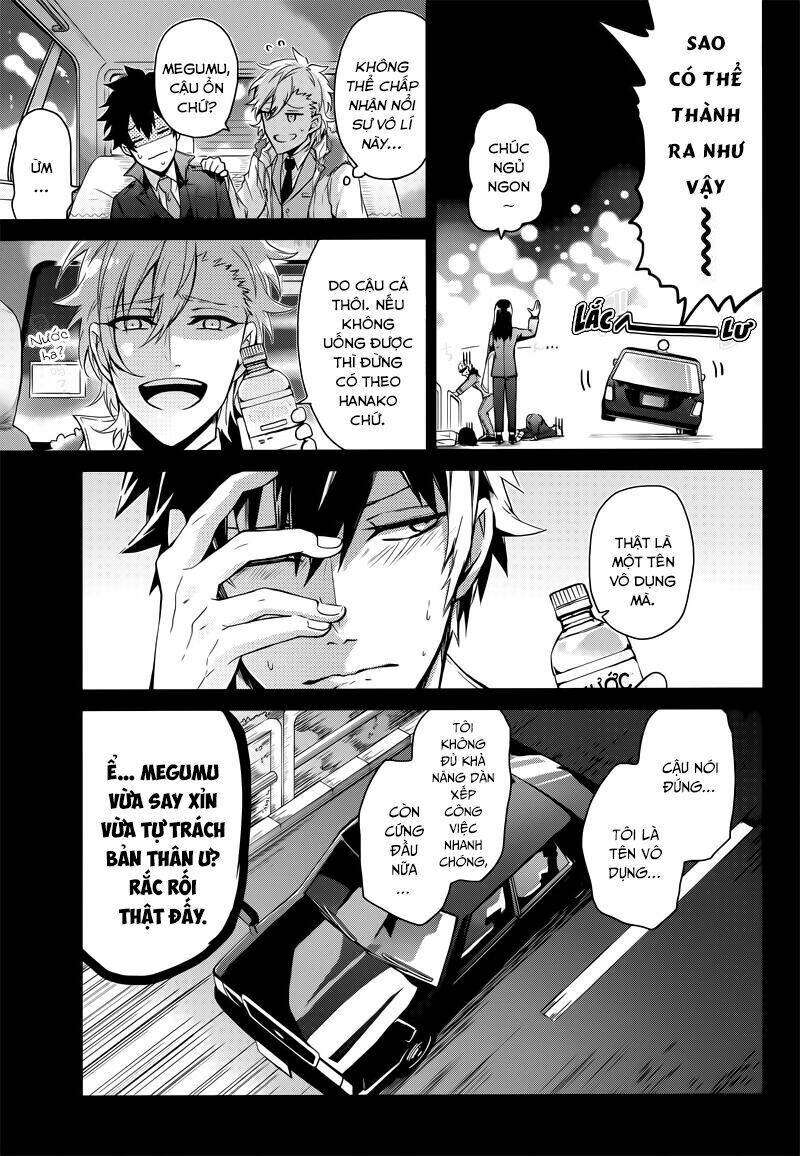 SAO
CÓ THỂ
THÀNH
RA NHƯ
VẬY
CHÚC
NGỦ
NGON
~
LẮC LƯ
KHÔNG
THỂ CHẤP
NHẬN NỔI
SỰ VÔ LÍ
NÀY...
MEGUMU,
CẬU ỔN
CHỨ?
ỪM
...
DO CẬU CẢ
THÔI. NẾU
KHÔNG
UỐNG ĐƯỢC
THÌ ĐỪNG
CÓ THEO
HANAKO
CHỨ.
Nước
hả?
THẬT LÀ
MỘT TÊN
VÔ DỤNG
MÀ.
NƯỚC
CẬU NÓI
ĐÚNG...
TÔI LÀ
TÊN VÔ
DỤNG...
TÔI
KHÔNG
ĐỦ KHẢ
NĂNG DÀN
XẾP
CÔNG
VIỆC
NHANH
CHÓNG,
CÒN
CỨNG ĐẦU
NỮA
...
Ể... MEGUMU
VỪA SAY XỈN
VỪA TỰ TRÁCH
BẢN THÂN Ư?
RẮC RỐI
THẬT ĐẤY.